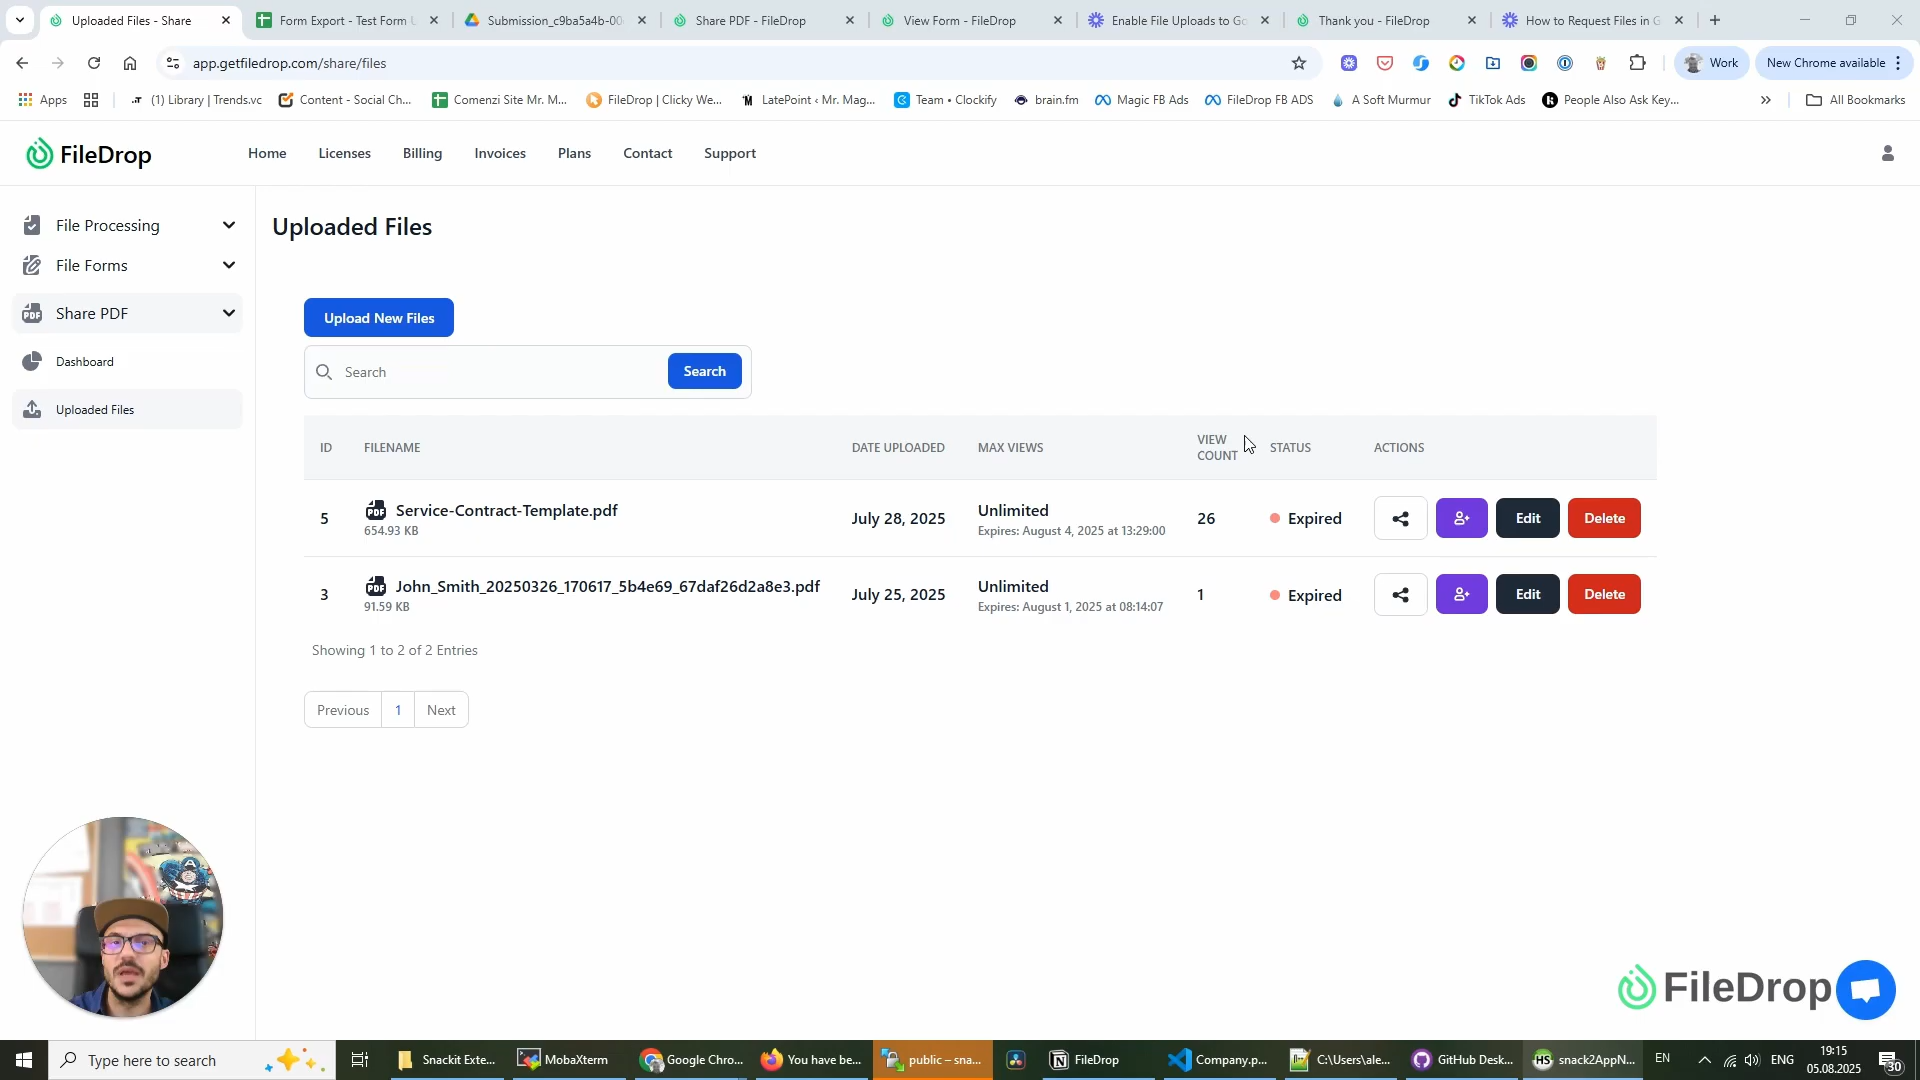 Uploaded Files - Share
Form Export - Test Form U
Submission_c9ba5a4b-00
Share PDF - FileDrop
View Form - FileDrop
Enable File Uploads to Go
Thank you - FileDrop
How to Request Files in G
app.getfiledrop.com/share/files
Work
New Chrome available
Apps
(1) Library | Trends.vc
Content - Social Ch...
Comenzi Site Mr. M...
FileDrop | Clicky We...
LatePoint ‹ Mr. Mag...
Team • Clockify
brain.fm
Magic FB Ads
FileDrop FB ADS
A Soft Murmur
TikTok Ads
People Also Ask Key...
All Bookmarks
FileDrop
Home
Licenses
Billing
Invoices
Plans
Contact
Support
File Processing
File Forms
Share PDF
Dashboard
Uploaded Files
Uploaded Files
Upload New Files
Search
Search
ID
FILENAME
DATE UPLOADED
MAX VIEWS
VIEW
COUNT
STATUS
ACTIONS
5
PDF
Service-Contract-Template.pdf
654.93 KB
July 28, 2025
Unlimited
Expires: August 4, 2025 at 13:29:00
26
Expired
Edit
Delete
3
PDF
John_Smith_20250326_170617_5b4e69_67daf26d2a8e3.pdf
91.59 KB
July 25, 2025
Unlimited
Expires: August 1, 2025 at 08:14:07
1
Expired
Edit
Delete
Showing 1 to 2 of 2 Entries
Previous
1
Next
FileDrop
Type here to search
Snackit Exte...
MobaXterm
Google Chro...
You have be...
public – sna...
FileDrop
Company.p...
C:\Users\ale...
GitHub Desk...
HS
snack2AppN...
EN
ENG
19:15
05.08.2025
30